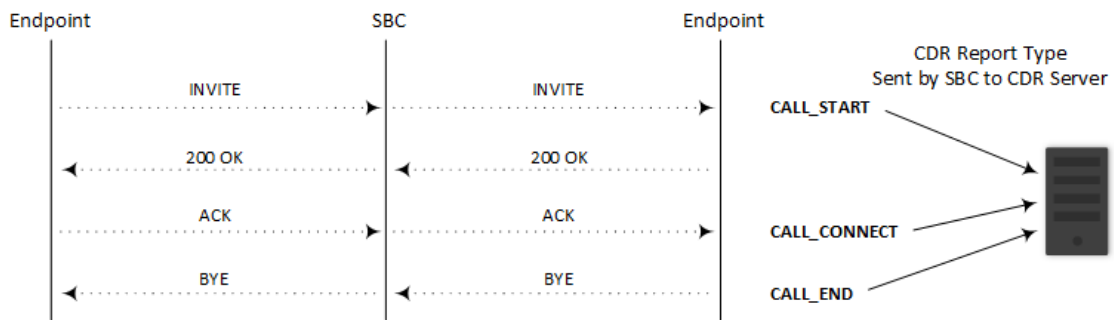 Endpoint SBC Endpoint
CDR Report Type
Sent by SBC to CDR Server
INVITE INVITE
CALL_START
200 OK 200 OK
ACK ACK
CALL_CONNECT
BYE BYE
CALL_END